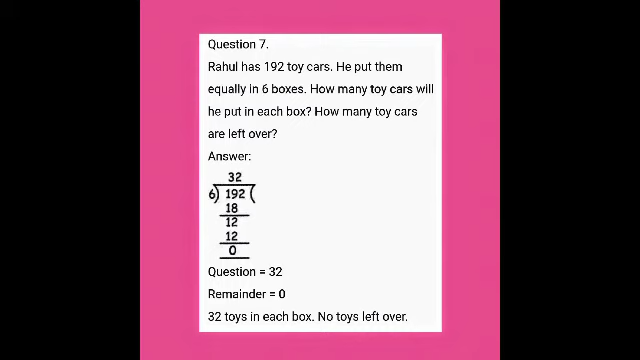 Question 7.
Rahul has 192 toy cars. He put them
equally in 6 boxes. How many toy cars will
he put in each box? How many toy cars
are left over?
Answer:
32
6) 192 (
18
12
12
0
Question = 32
Remainder = 0
32 toys in each box. No toys left over.